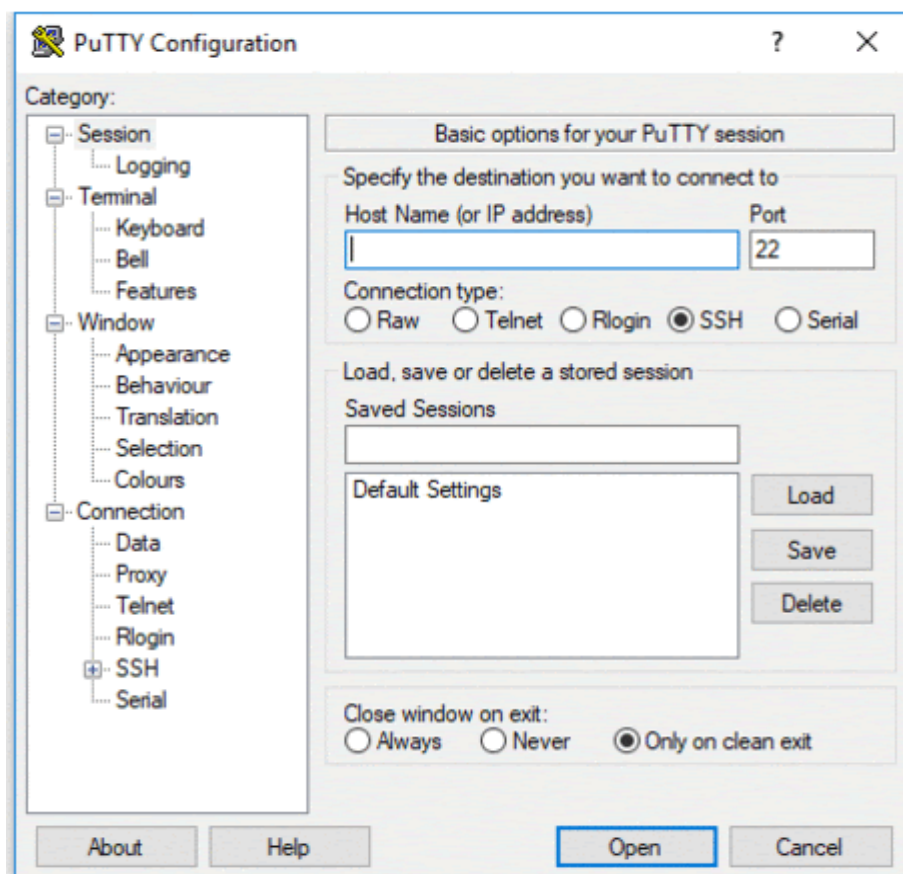 PuTTY Configuration
?
Category:
Session
Logging
Terminal
Keyboard
Bell
Features
Window
Appearance
Behaviour
Translation
Selection
Colours
Connection
Data
Proxy
Telnet
Rlogin
SSH
Serial
Basic options for your PuTTY session
Specify the destination you want to connect to
Host Name (or IP address) Port
22
Connection type:
Raw Telnet Rlogin SSH Serial
Load, save or delete a stored session
Saved Sessions
Default Settings
Load
Save
Delete
Close window on exit:
Always Never Only on clean exit
About Help Open Cancel